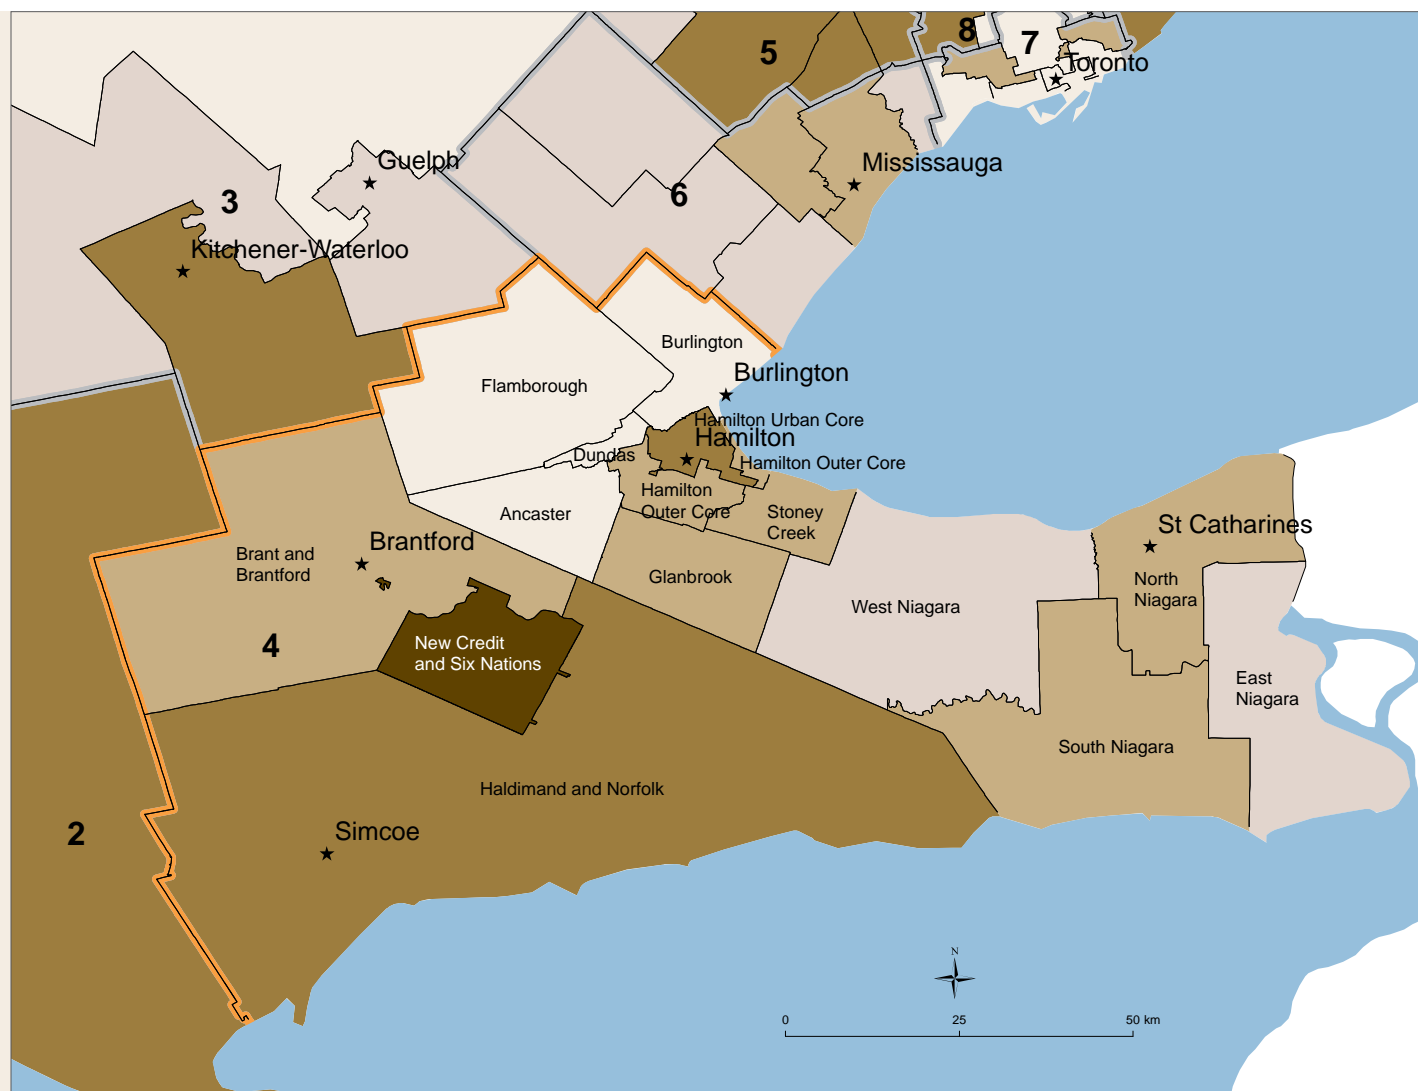 8
5
7
Toronto
Guelph
Mississauga
3
6
Kitchener-Waterloo
Burlington
Burlington
Flamborough
Hamilton Urban Core
Hamilton
Dundas
Hamilton Outer Core
Hamilton
Outer Core
Ancaster
Stoney
Creek
St Catharines
Brantford
Brant and
Brantford
Glanbrook
North
Niagara
West Niagara
4
New Credit
and Six Nations
East
Niagara
South Niagara
Haldimand and Norfolk
2
Simcoe
N
0
25
50 km